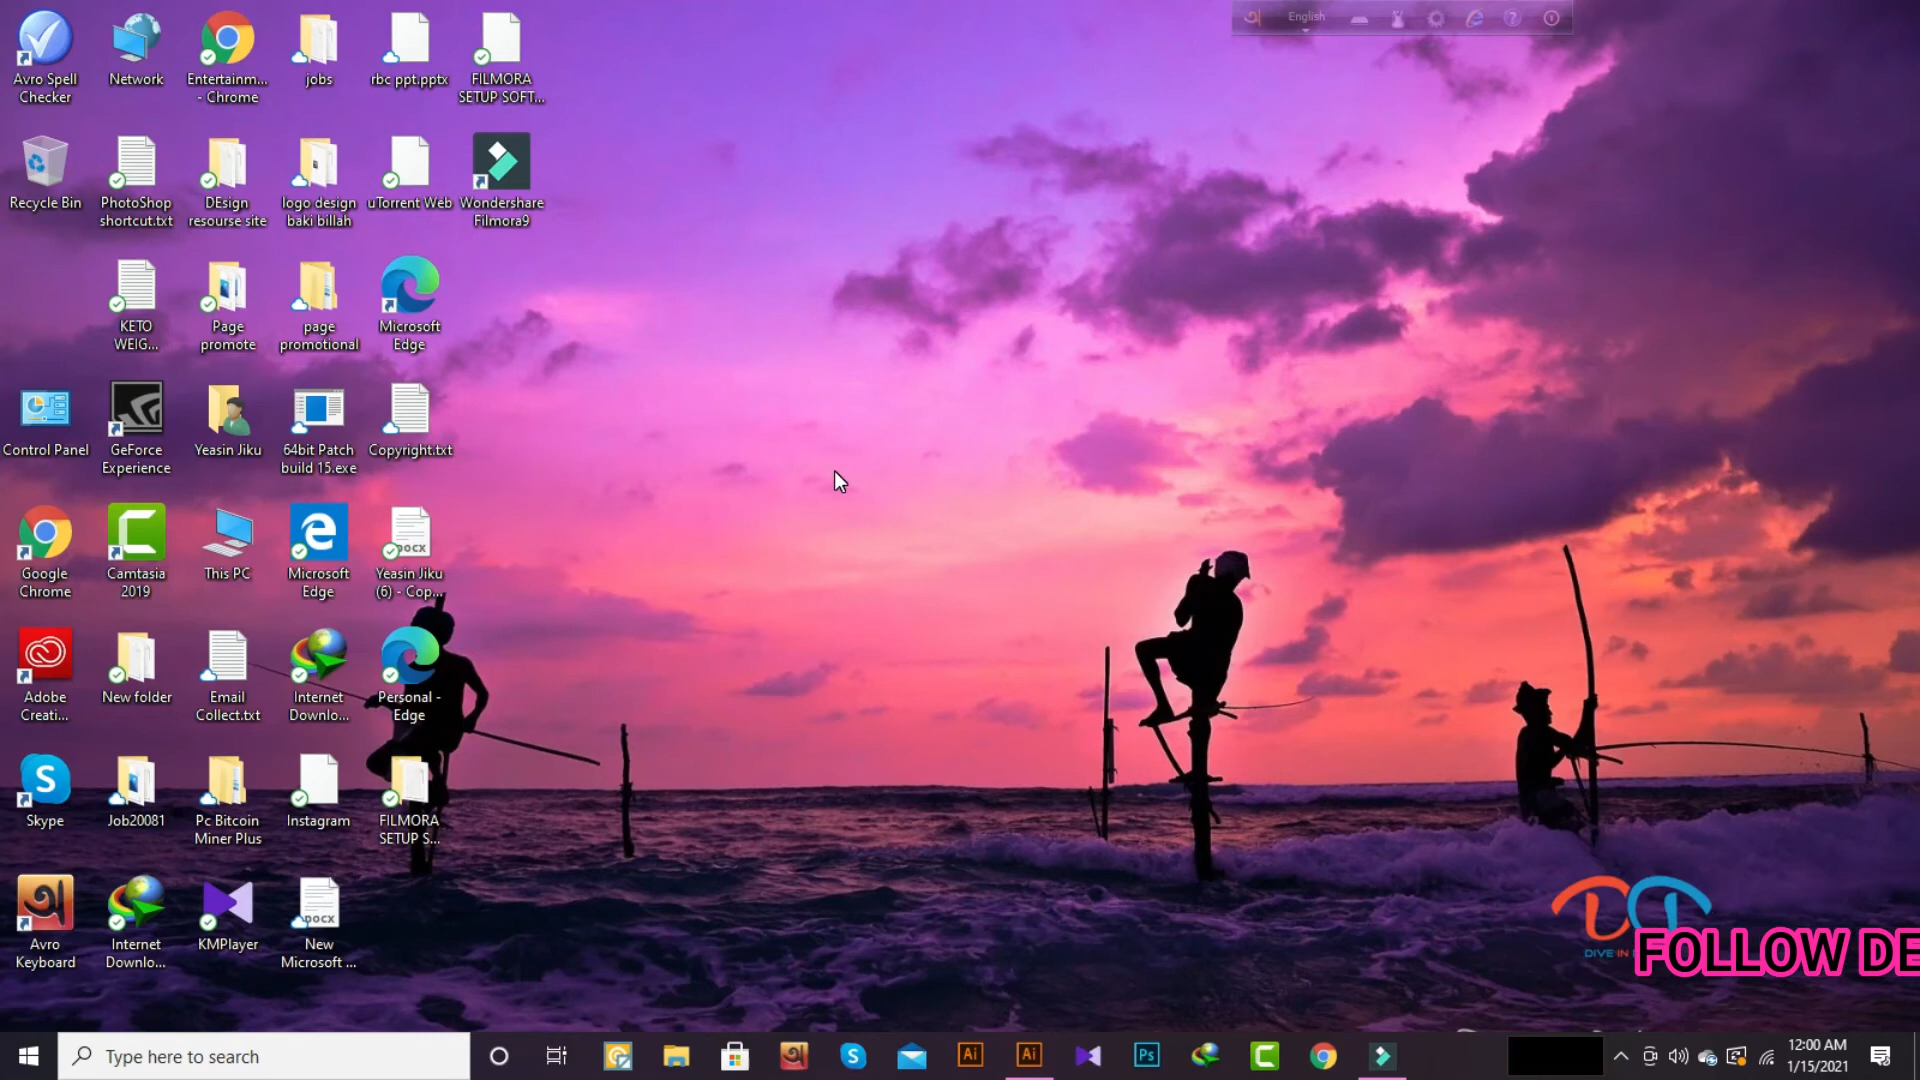 English
Avro Spell
Checker
Network
Entertainm...
- Chrome
jobs
rbc ppt.pptx
FILMORA
SETUP SOFT...
Recycle Bin
PhotoShop
shortcut.txt
DEsign
resourse site
logo design
baki billah
uTorrent Web
Wondershare
Filmora9
KETO
WEIG...
Page
promote
page
promotional
Microsoft
Edge
Control Panel
GeForce
Experience
Yeasin Jiku
64bit Patch
build 15.exe
Copyright.txt
Google
Chrome
Camtasia
2019
This PC
Microsoft
Edge
DOCX
Yeasin Jiku
(6) - Cop...
Adobe
Creati...
New folder
Email
Collect.txt
Internet
Downlo...
Personal -
Edge
Skype
Job20081
Pc Bitcoin
Miner Plus
Instagram
FILMORA
SETUP S...
Avro
Keyboard
Internet
Downlo...
KMPlayer
DOCX
New
Microsoft ...
DIVE IN
FOLLOW DE
Type here to search
Ai
Ai
Ps
12:00 AM
1/15/2021